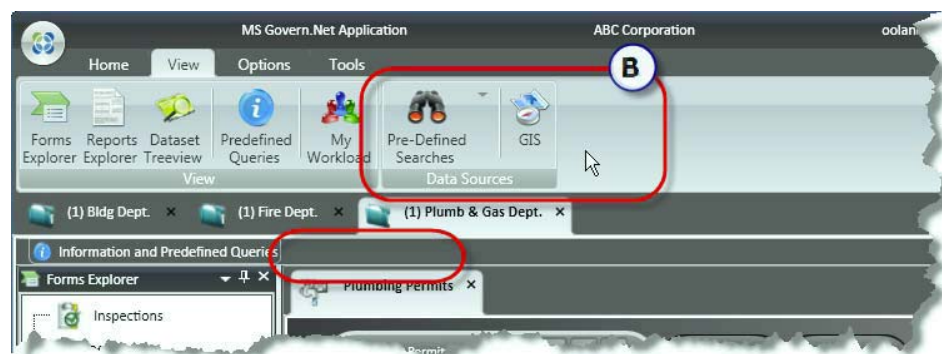 MS Govern.Net Application ABC Corporation oolan
Home View Options Tools
B
Forms Explorer
Reports Explorer
Dataset Treeview
Predefined Queries
My Workload
Pre-Defined Searches
GIS
View
Data Sources
(1) Bldg Dept. × (1) Fire Dept. × (1) Plumb & Gas Dept. ×
Information and Predefined Queries
Forms Explorer
Plumbing Permits ×
Inspections
Permit